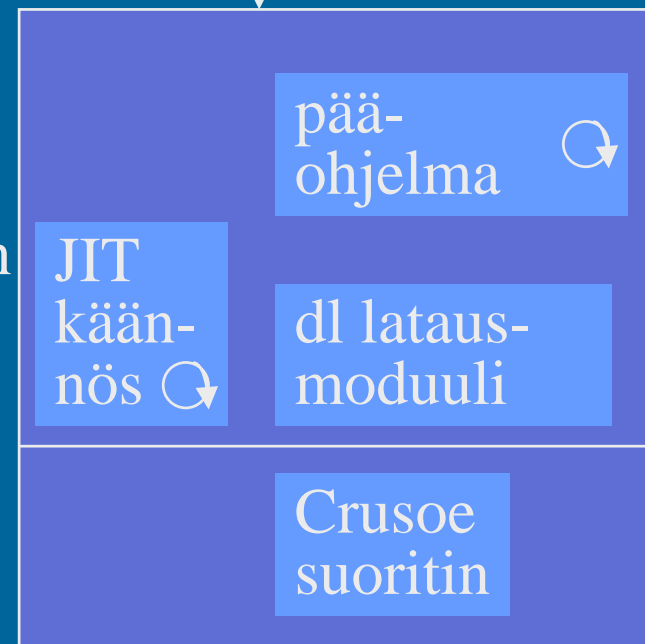 pää-
ohjelma
JIT
kään-
nös
dl lataus-
moduuli
Crusoe
suoritin